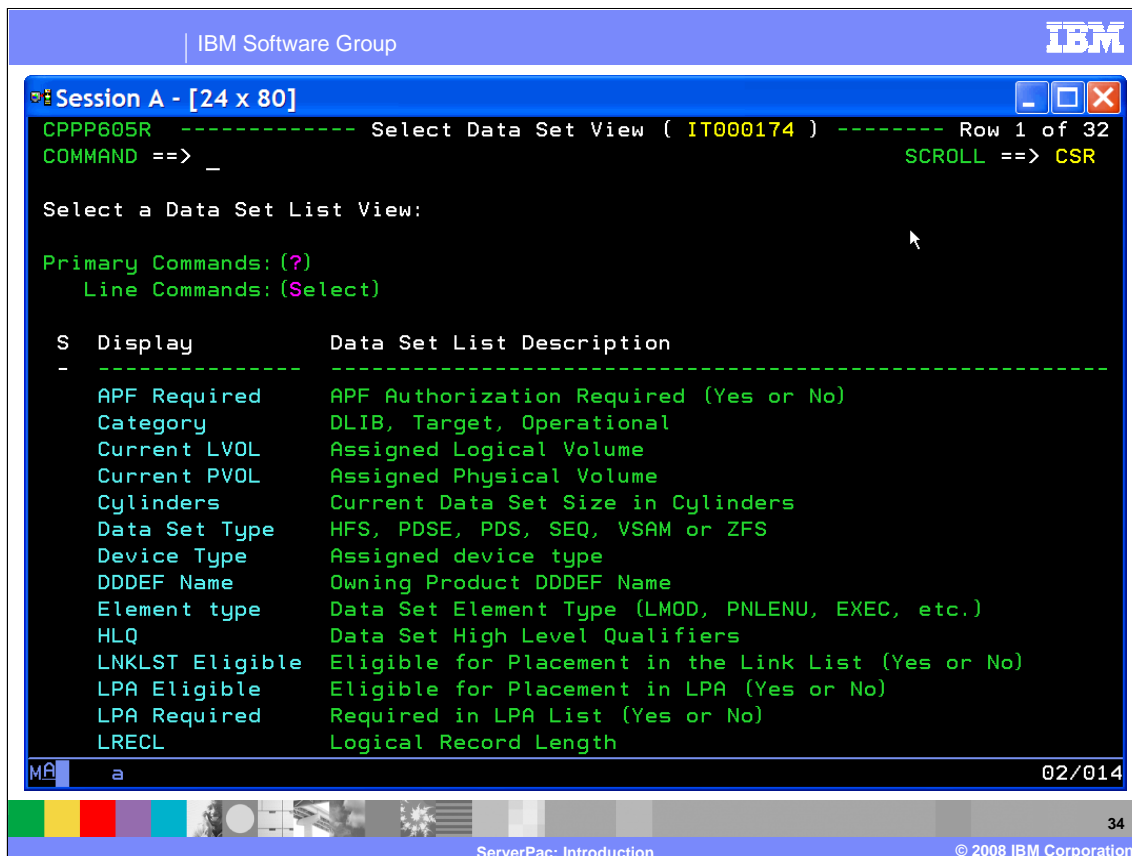 IBM Software Group
IBM
Session A - [24 x 80]
CPPP605R ------------- Select Data Set View ( IT000174 ) -------- Row 1 of 32
COMMAND ==> _ SCROLL ==> CSR
Select a Data Set List View:
Primary Commands:(?)
Line Commands:(Select)
S Display Data Set List Description
- --------------- ---------------------------------------------------------
APF Required APF Authorization Required (Yes or No)
Category DLIB, Target, Operational
Current LVOL Assigned Logical Volume
Current PVOL Assigned Physical Volume
Cylinders Current Data Set Size in Cylinders
Data Set Type HFS, PDSE, PDS, SEQ, VSAM or ZFS
Device Type Assigned device type
DDDEF Name Owning Product DDDEF Name
Element type Data Set Element Type (LMOD, PNLENU, EXEC, etc.)
HLQ Data Set High Level Qualifiers
LNKLST Eligible Eligible for Placement in the Link List (Yes or No)
LPA Eligible Eligible for Placement in LPA (Yes or No)
LPA Required Required in LPA List (Yes or No)
LRECL Logical Record Length
MA a 02/014
34
ServerPac: Introduction © 2008 IBM Corporation